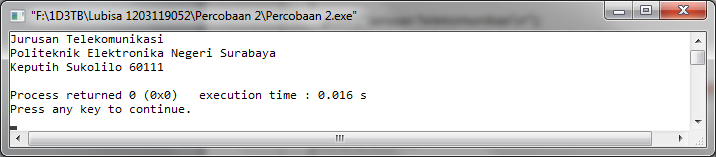 "F:\1D3TB\Lubisa 1203119052\Percobaan 2\Percobaan 2.exe"
Jurusan Telekomunikasi
Politeknik Elektronika Negeri Surabaya
Keputih Sukolilo 60111
Process returned 0 (0x0)   execution time : 0.016 s
Press any key to continue.